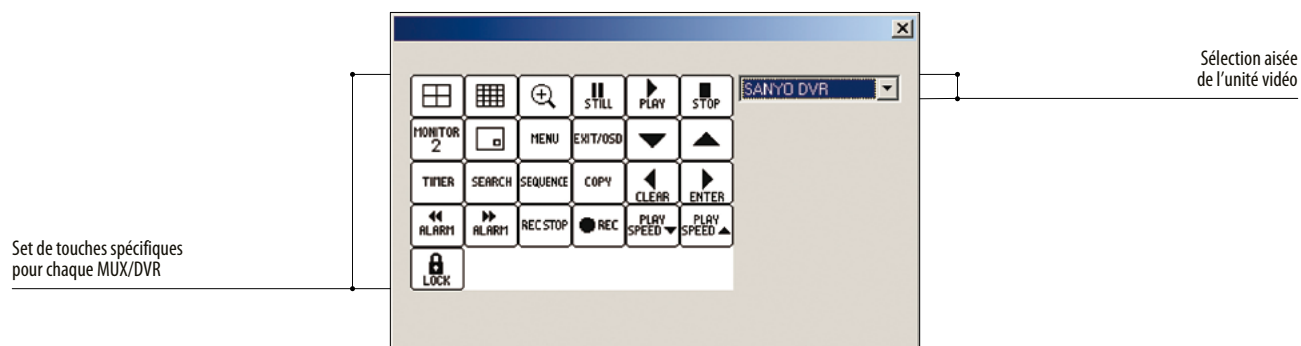 Sélection aisée
de l'unité vidéo
SANYO DVR
STILL PLAY STOP
MONITOR 2 MENU EXIT/OSD
TIMER SEARCH SEQUENCE COPY CLEAR ENTER
ALARM ALARM REC STOP REC PLAY SPEED PLAY SPEED
LOCK
Set de touches spécifiques
pour chaque MUX/DVR